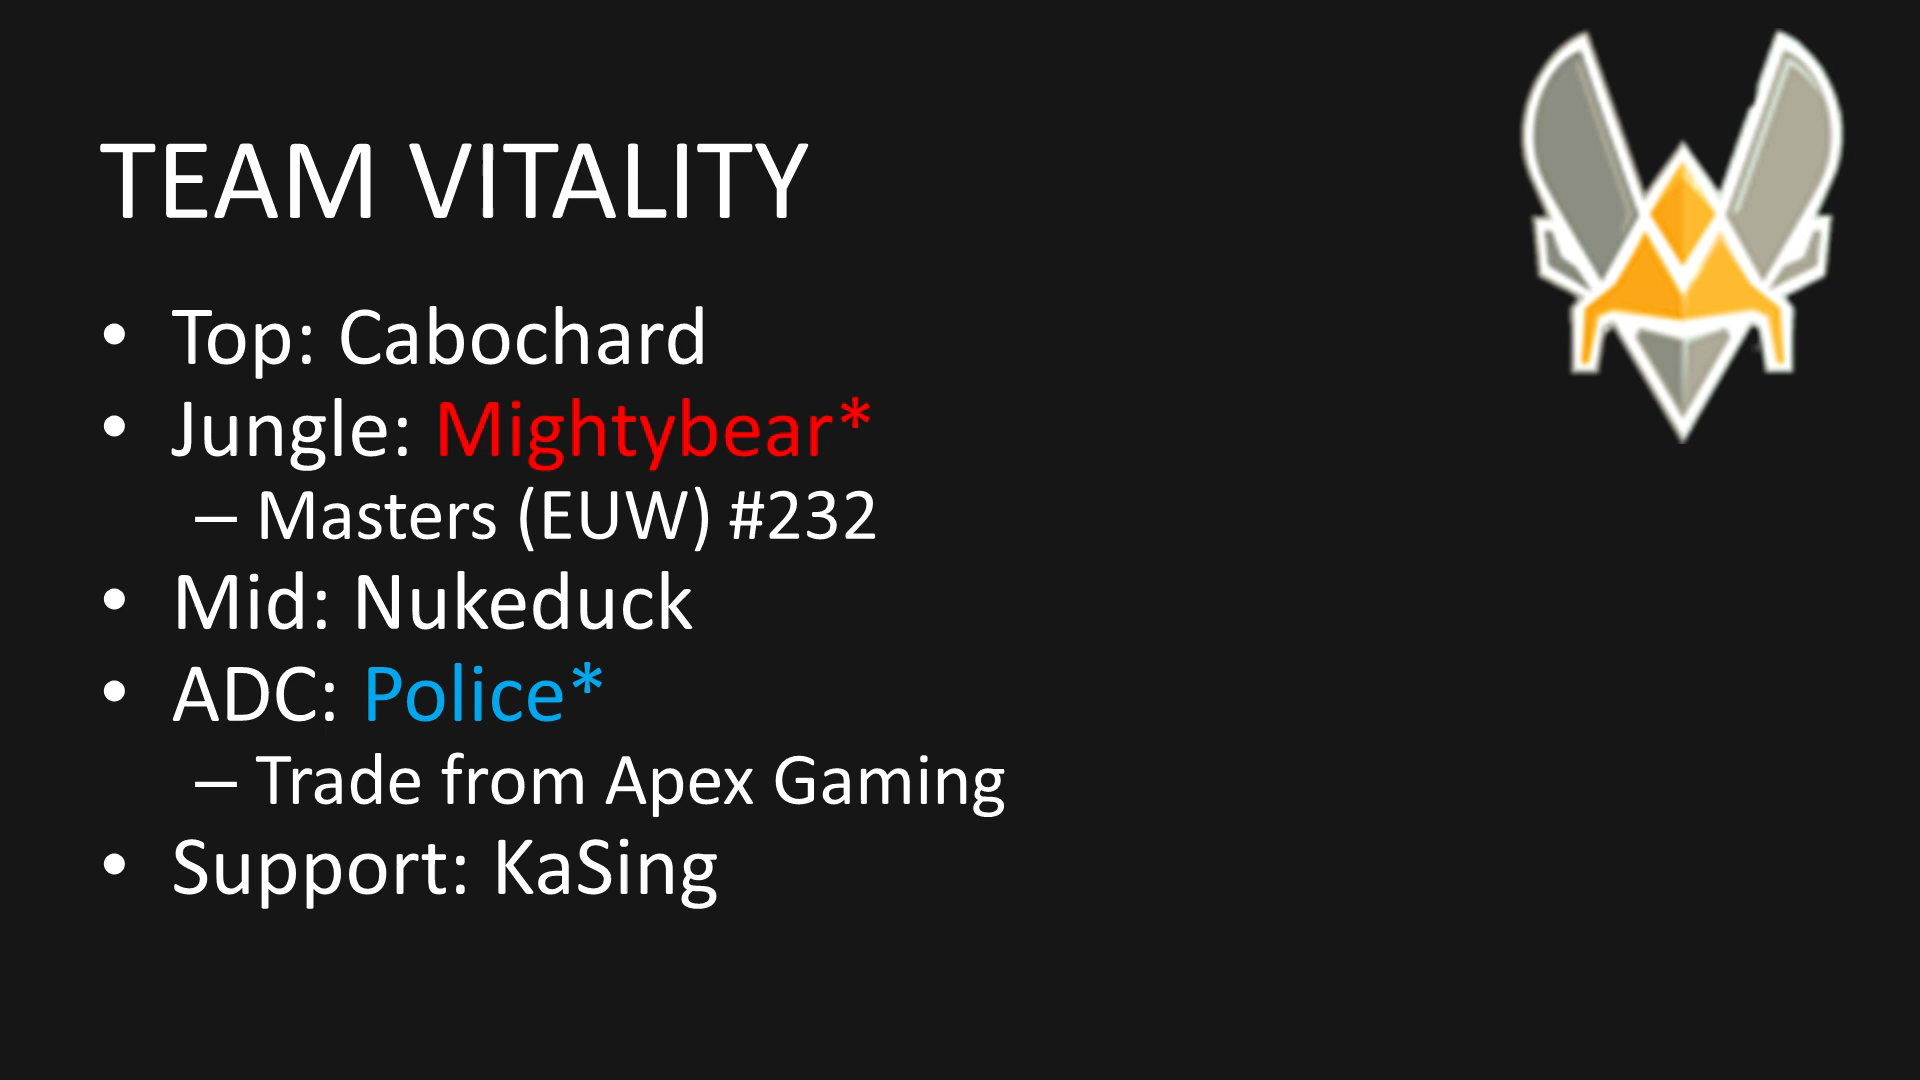 TEAM VITALITY
• Top: Cabochard
• Jungle: Mightybear*
– Masters (EUW) #232
• Mid: Nukeduck
• ADC: Police*
– Trade from Apex Gaming
• Support: KaSing